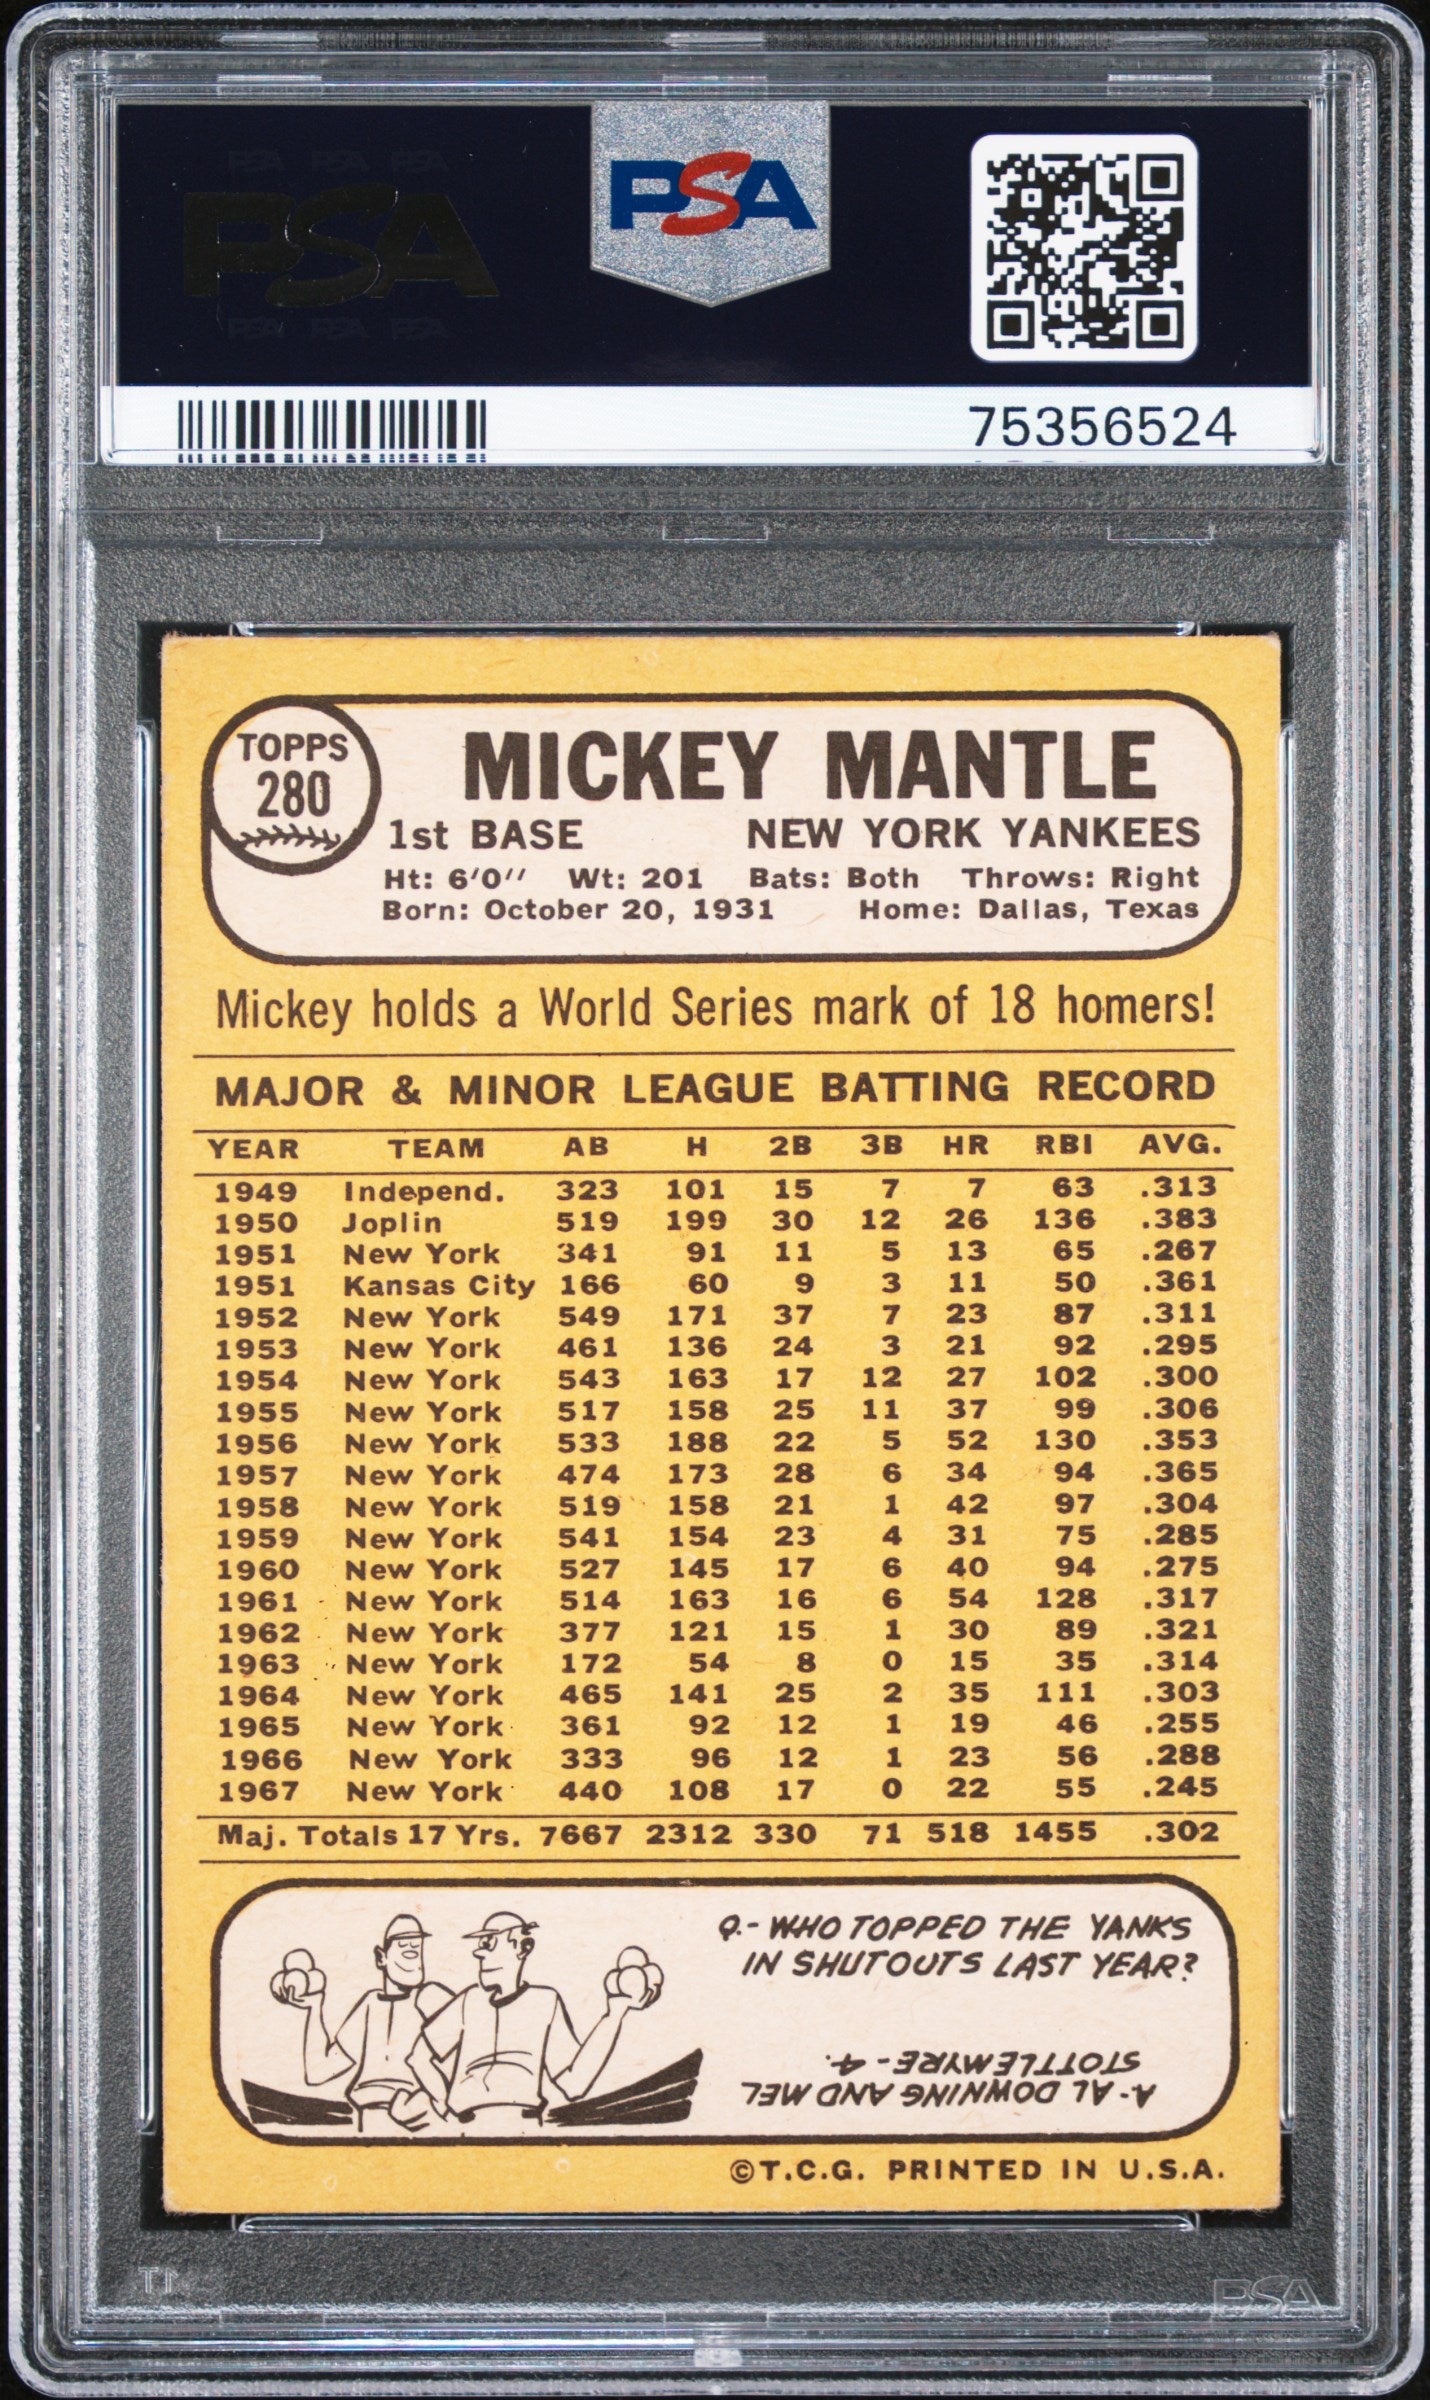 PSA PSA PSA
PSA
PSA PSA PSA
PSA
75356524
TOPPS
280
MICKEY MANTLE
1st BASE NEW YORK YANKEES
Ht: 6'0" Wt: 201 Bats: Both Throws: Right
Born: October 20, 1931 Home: Dallas, Texas
Mickey holds a World Series mark of 18 homers!
MAJOR & MINOR LEAGUE BATTING RECORD
YEAR TEAM AB H 2B 3B HR RBI AVG.
1949 Independ. 323 101 15 7 7 63 .313
1950 Joplin 519 199 30 12 26 136 .383
1951 New York 341 91 11 5 13 65 .267
1951 Kansas City 166 60 9 3 11 50 .361
1952 New York 549 171 37 7 23 87 .311
1953 New York 461 136 24 3 21 92 .295
1954 New York 543 163 17 12 27 102 .300
1955 New York 517 158 25 11 37 99 .306
1956 New York 533 188 22 5 52 130 .353
1957 New York 474 173 28 6 34 94 .365
1958 New York 519 158 21 1 42 97 .304
1959 New York 541 154 23 4 31 75 .285
1960 New York 527 145 17 6 40 94 .275
1961 New York 514 163 16 6 54 128 .317
1962 New York 377 121 15 1 30 89 .321
1963 New York 172 54 8 0 15 35 .314
1964 New York 465 141 25 2 35 111 .303
1965 New York 361 92 12 1 19 46 .255
1966 New York 333 96 12 1 23 56 .288
1967 New York 440 108 17 0 22 55 .245
Maj. Totals 17 Yrs. 7667 2312 330 71 518 1455 .302
Q.- WHO TOPPED THE YANKS
IN SHUTOUTS LAST YEAR?
A.- AL DOWNING AND MEL
STOTTLEMYRE - 4.
©T.C.G. PRINTED IN U.S.A.
PSA